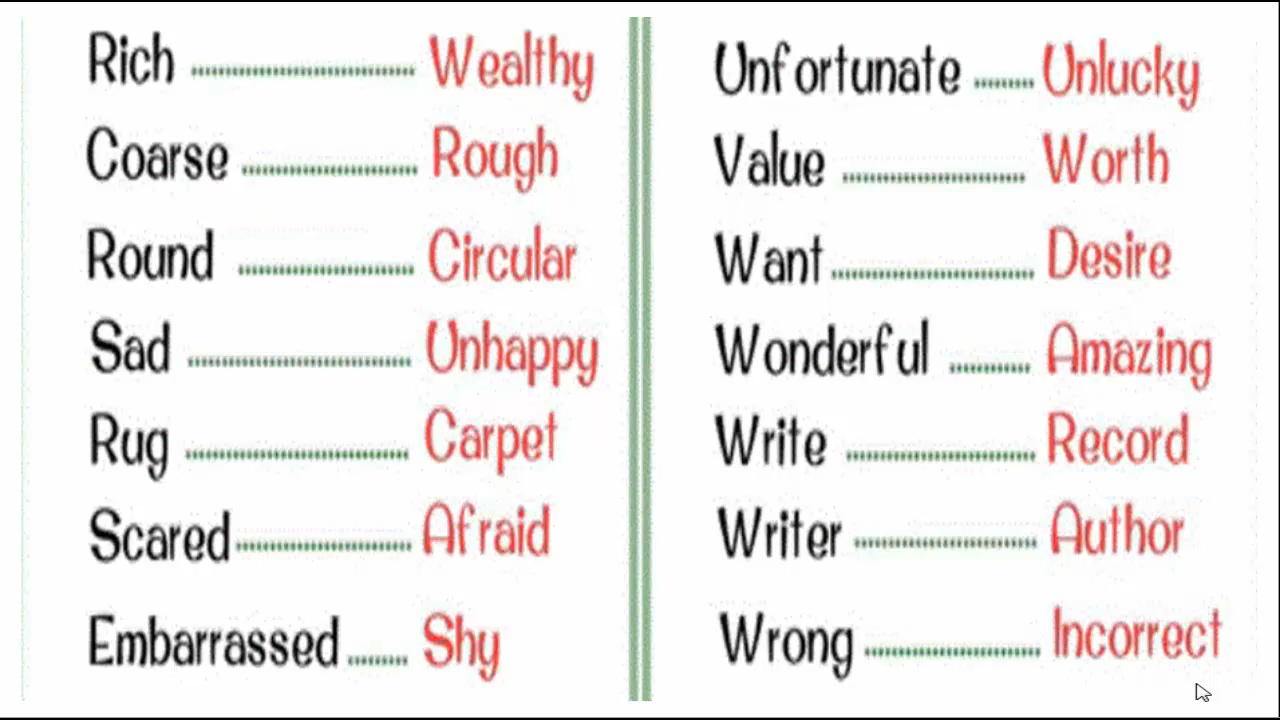 Rich .......... Wealthy
Coarse .......... Rough
Round .......... Circular
Sad .......... Unhappy
Rug .......... Carpet
Scared .......... Afraid
Embarrassed .......... Shy
Unfortunate .......... Unlucky
Value .......... Worth
Want .......... Desire
Wonderful .......... Amazing
Write .......... Record
Writer .......... Author
Wrong .......... Incorrect